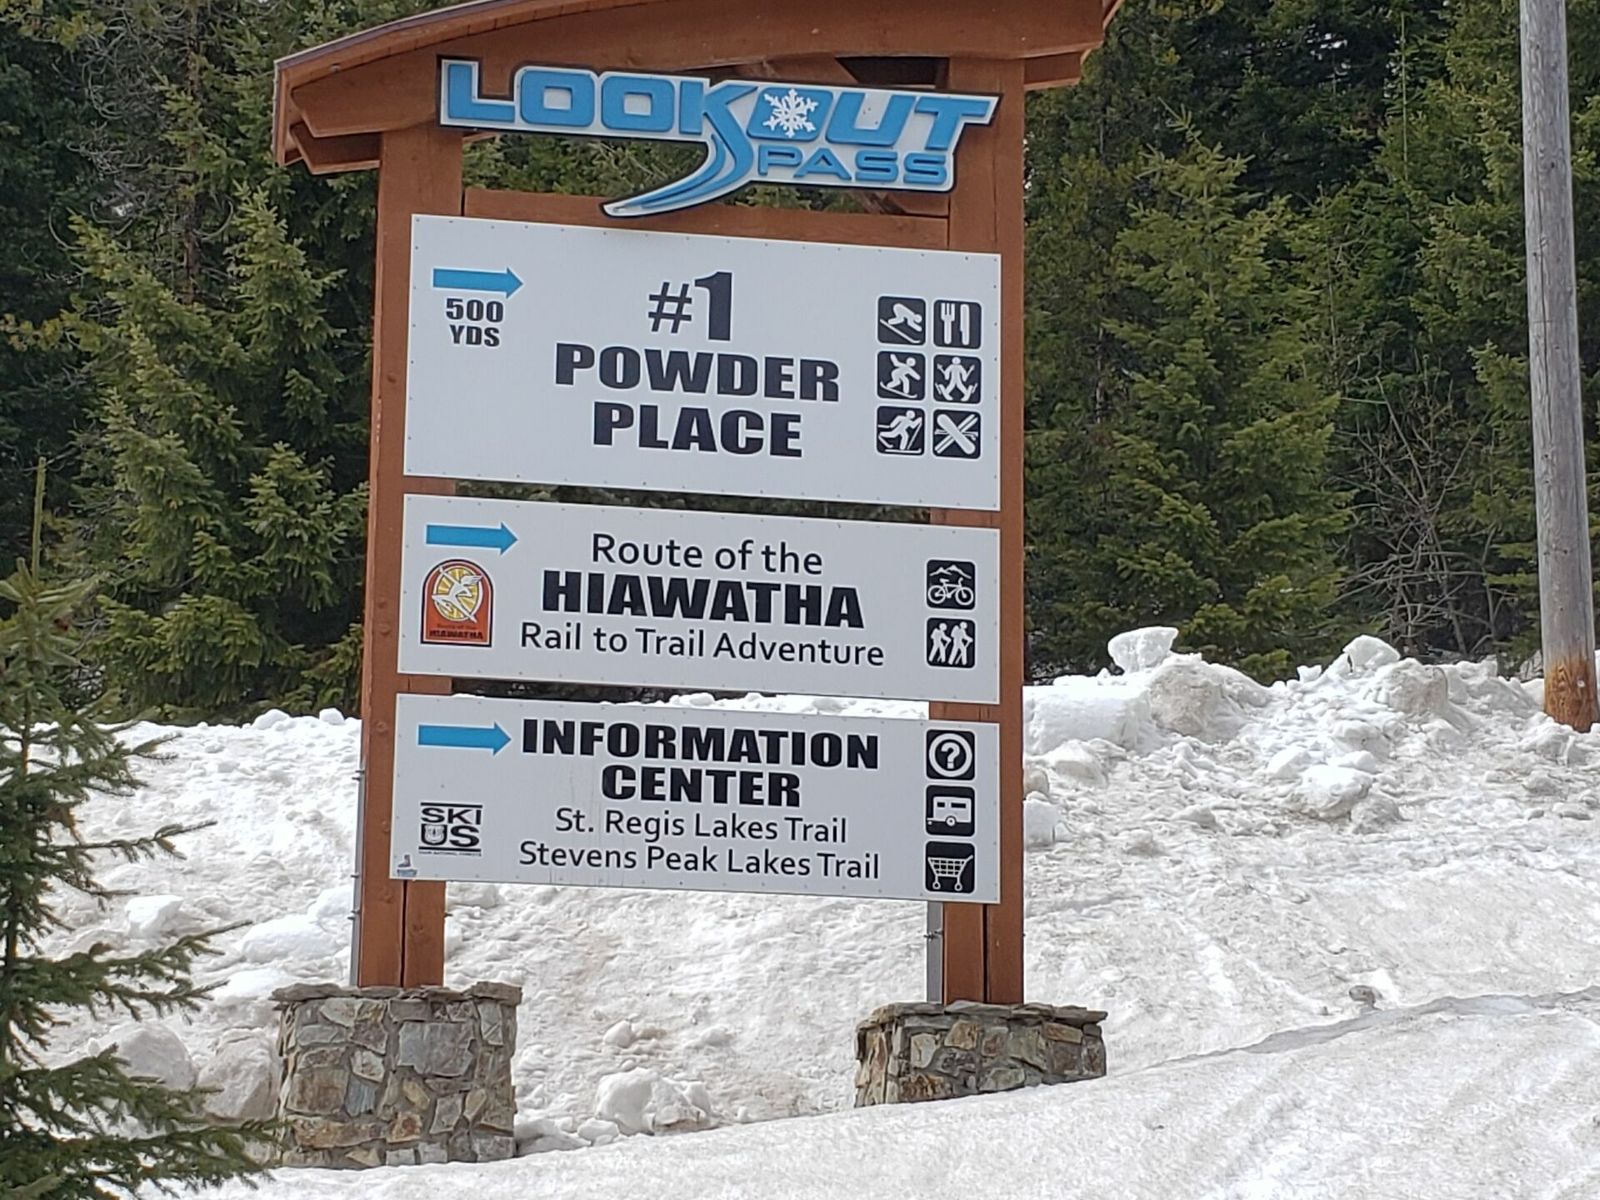 LOOKOUT
PASS
500
YDS
#1
POWDER
PLACE
Route of the
HIAWATHA
Rail to Trail Adventure
HIAWATHA
INFORMATION
CENTER
St. Regis Lakes Trail
Stevens Peak Lakes Trail
SKI
US
?